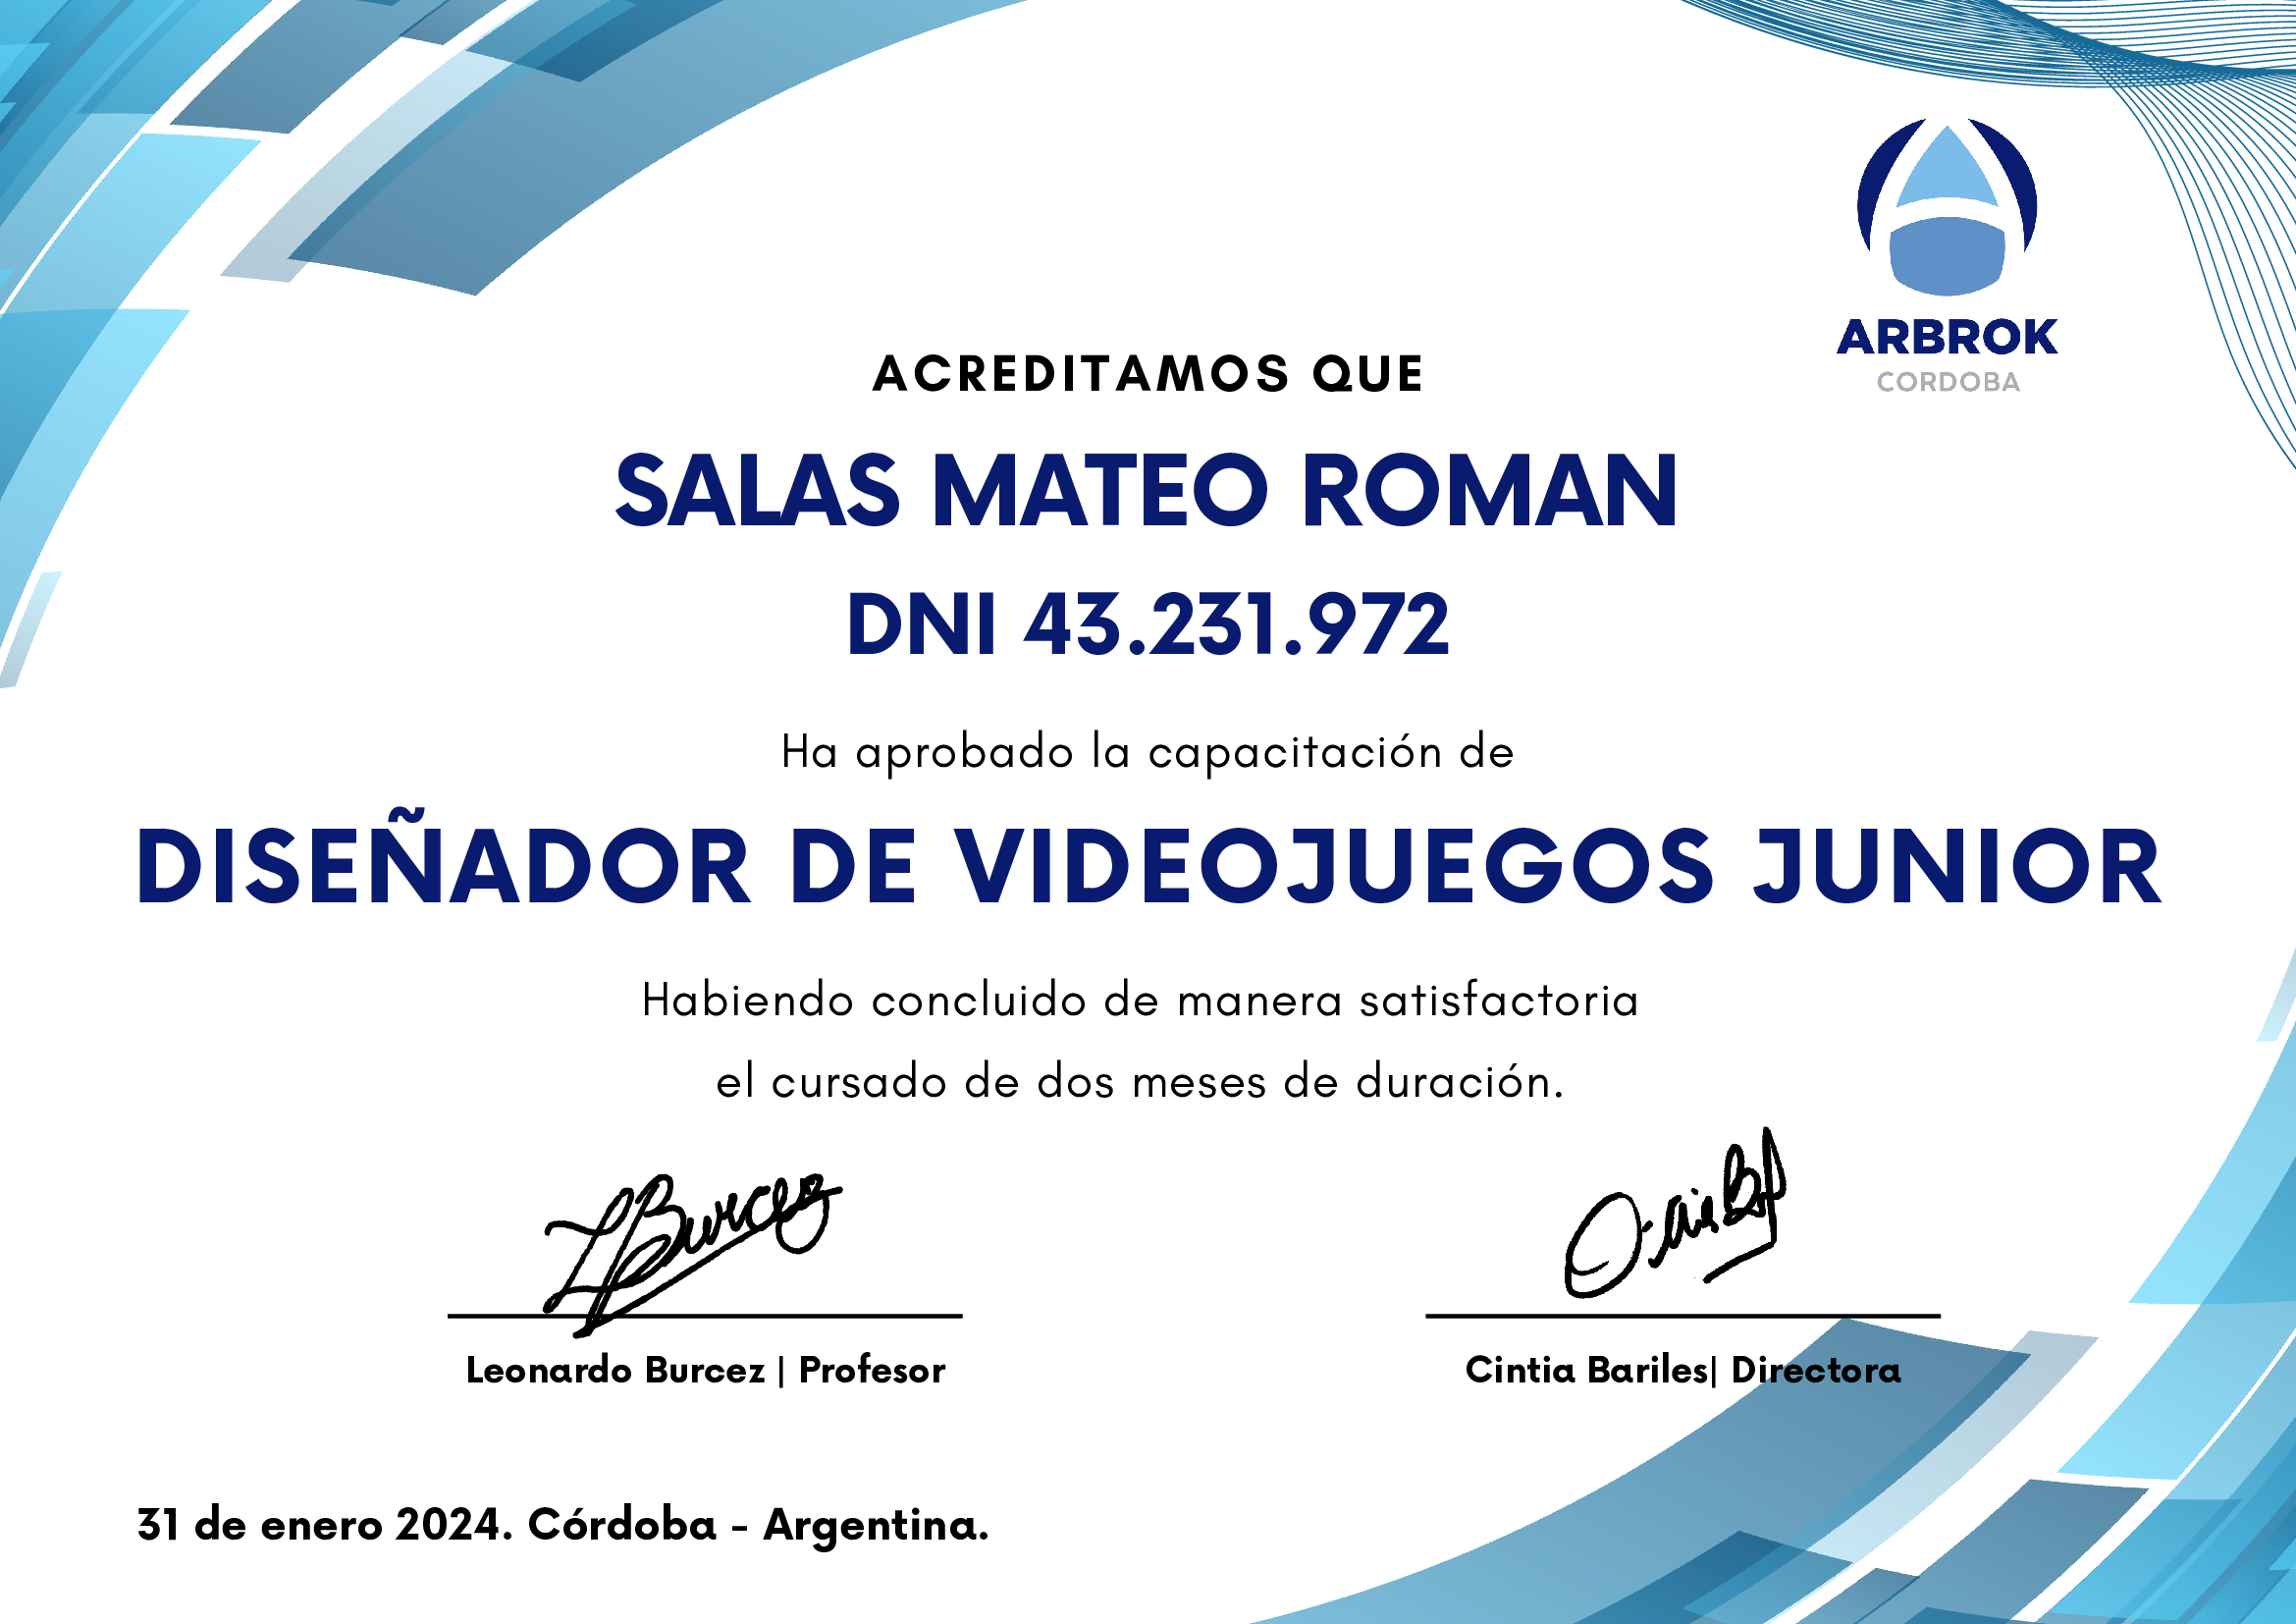 ARBROK
CORDOBA
ACREDITAMOS QUE
SALAS MATEO ROMAN
DNI 43.231.972
Ha aprobado la capacitación de
DISEÑADOR DE VIDEOJUEGOS JUNIOR
Habiendo concluido de manera satisfactoria
el cursado de dos meses de duración.
LBurcez
Leonardo Burcez | Profesor
Cintia Bariles| Directora
31 de enero 2024. Córdoba - Argentina.